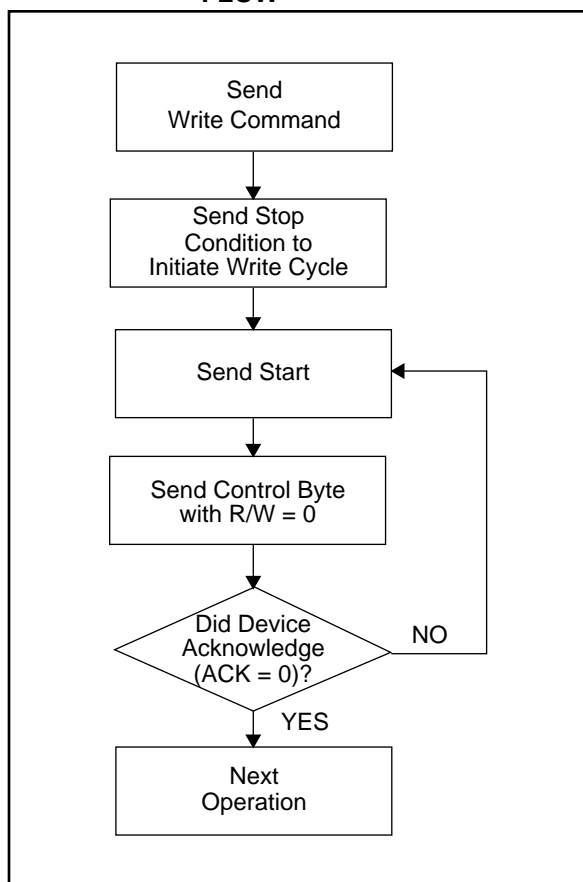 FLOW
Send
Write Command
Send Stop
Condition to
Initiate Write Cycle
Send Start
Send Control Byte
with R/W = 0
Did Device
Acknowledge
(ACK = 0)?
NO
YES
Next
Operation